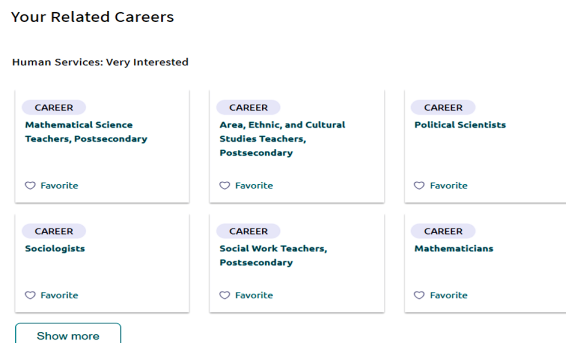 Your Related Careers
Human Services: Very Interested
CAREER
Mathematical Science
Teachers, Postsecondary
Favorite
CAREER
Area, Ethnic, and Cultural
Studies Teachers,
Postsecondary
Favorite
CAREER
Political Scientists
Favorite
CAREER
Sociologists
Favorite
CAREER
Social Work Teachers,
Postsecondary
Favorite
CAREER
Mathematicians
Favorite
Show more